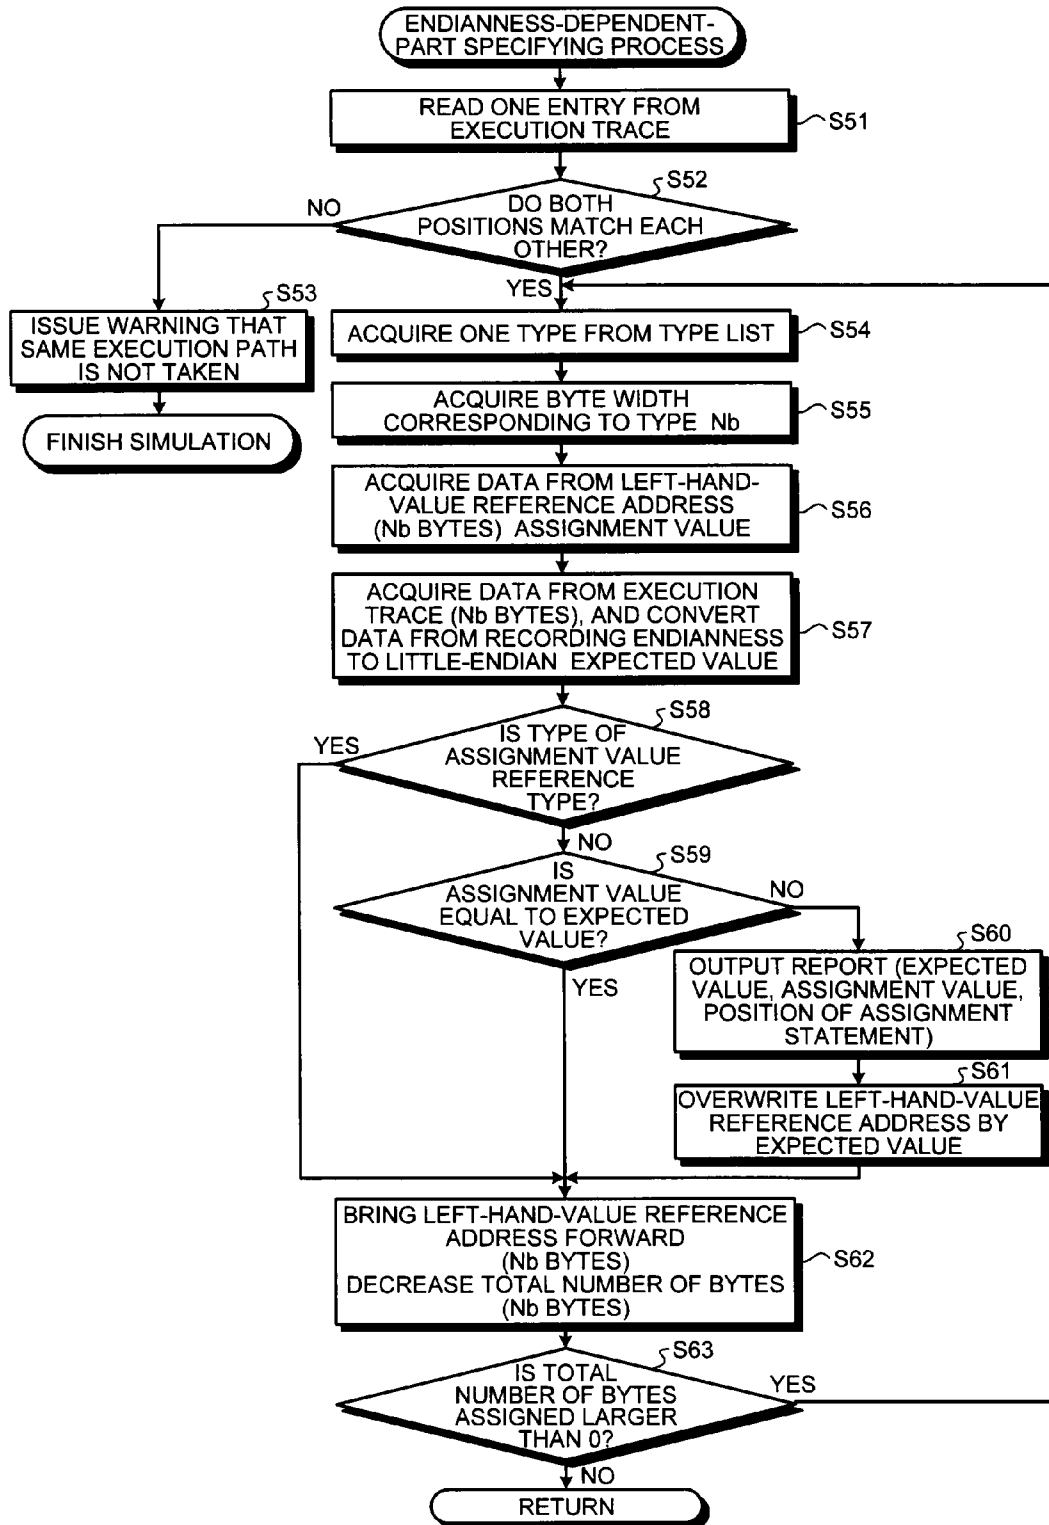 ENDIANNESS-DEPENDENT-
PART SPECIFYING PROCESS
READ ONE ENTRY FROM
EXECUTION TRACE
S51
S52
DO BOTH
POSITIONS MATCH EACH
OTHER?
NO
YES
S53
ISSUE WARNING THAT
SAME EXECUTION PATH
IS NOT TAKEN
FINISH SIMULATION
ACQUIRE ONE TYPE FROM TYPE LIST
S54
ACQUIRE BYTE WIDTH
CORRESPONDING TO TYPE Nb
S55
ACQUIRE DATA FROM LEFT-HAND-
VALUE REFERENCE ADDRESS
(Nb BYTES) ASSIGNMENT VALUE
S56
ACQUIRE DATA FROM EXECUTION
TRACE (Nb BYTES), AND CONVERT
DATA FROM RECORDING ENDIANNESS
TO LITTLE-ENDIAN EXPECTED VALUE
S57
S58
IS TYPE OF
ASSIGNMENT VALUE
REFERENCE
TYPE?
YES
NO
S59
IS
ASSIGNMENT VALUE
EQUAL TO EXPECTED
VALUE?
NO
YES
S60
OUTPUT REPORT (EXPECTED
VALUE, ASSIGNMENT VALUE,
POSITION OF ASSIGNMENT
STATEMENT)
S61
OVERWRITE LEFT-HAND-VALUE
REFERENCE ADDRESS BY
EXPECTED VALUE
BRING LEFT-HAND-VALUE REFERENCE
ADDRESS FORWARD
(Nb BYTES)
DECREASE TOTAL NUMBER OF BYTES
(Nb BYTES)
S62
S63
IS TOTAL
NUMBER OF BYTES
ASSIGNED LARGER
THAN 0?
YES
NO
RETURN